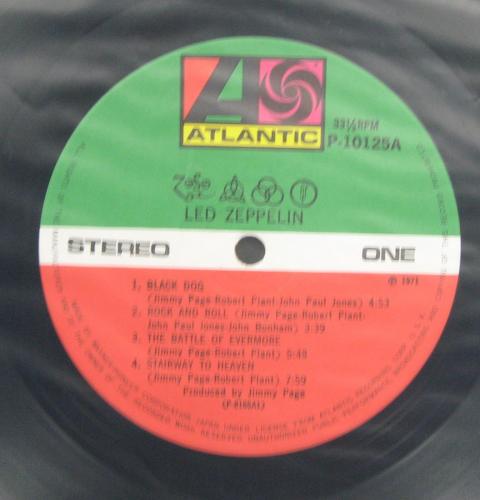 ATLANTIC
33⅓RPM
P-10125A
LED ZEPPELIN
STEREO
ONE
℗ 1971
1. BLACK DOG
(Jimmy Page·Robert Plant·John Paul Jones) 4:53
2. ROCK AND ROLL (Jimmy Page·Robert Plant·
John Paul Jones·John Bonham) 3:39
3. THE BATTLE OF EVERMORE
(Jimmy Page·Robert Plant) 5:48
4. STAIRWAY TO HEAVEN
(Jimmy Page·Robert Plant) 7:59
Produced by Jimmy Page